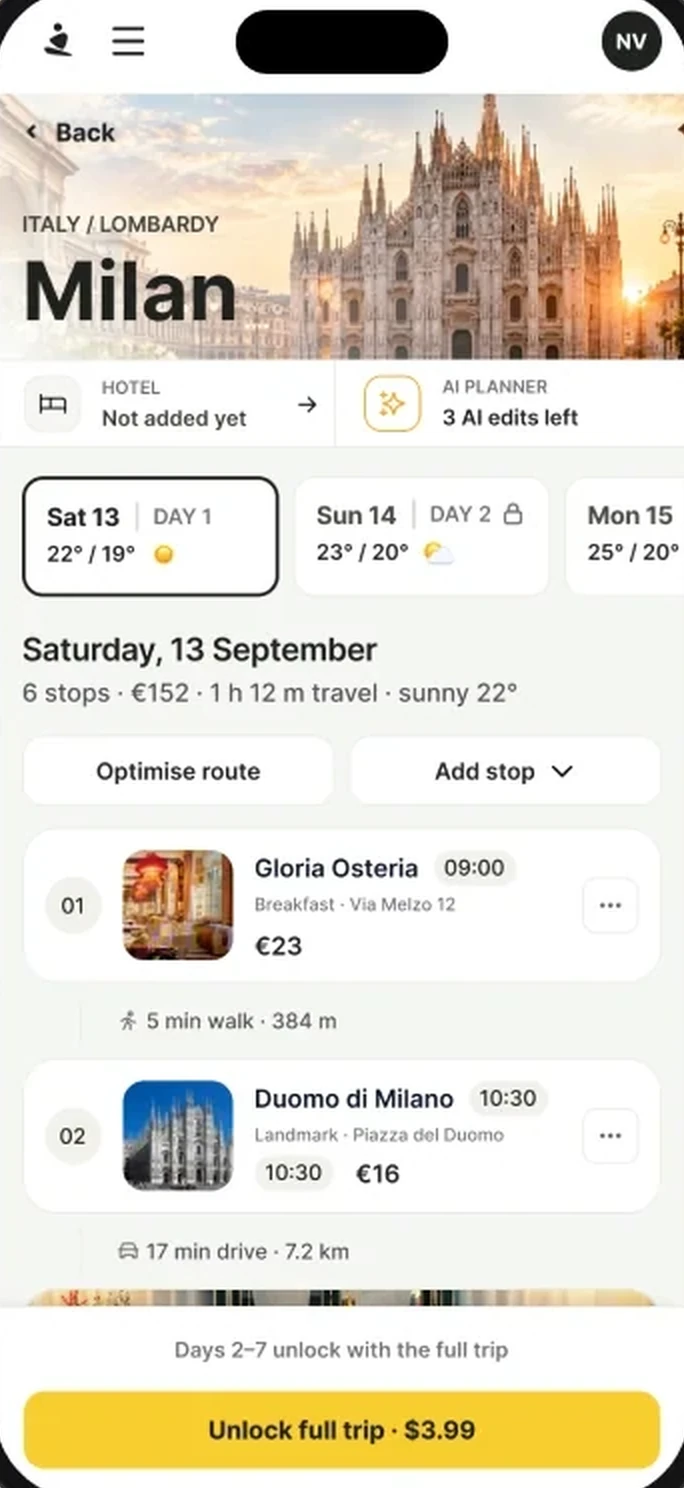 NV
Back
ITALY / LOMBARDY
Milan
HOTEL
Not added yet
AI PLANNER
3 AI edits left
Sat 13 | DAY 1
22° / 19°
Sun 14 | DAY 2
23° / 20°
Mon 15
25° / 20°
Saturday, 13 September
6 stops · €152 · 1 h 12 m travel · sunny 22°
Optimise route
Add stop
01
Gloria Osteria 09:00
Breakfast · Via Melzo 12
€23
5 min walk · 384 m
02
Duomo di Milano 10:30
Landmark · Piazza del Duomo
10:30 €16
17 min drive · 7.2 km
Days 2–7 unlock with the full trip
Unlock full trip · $3.99